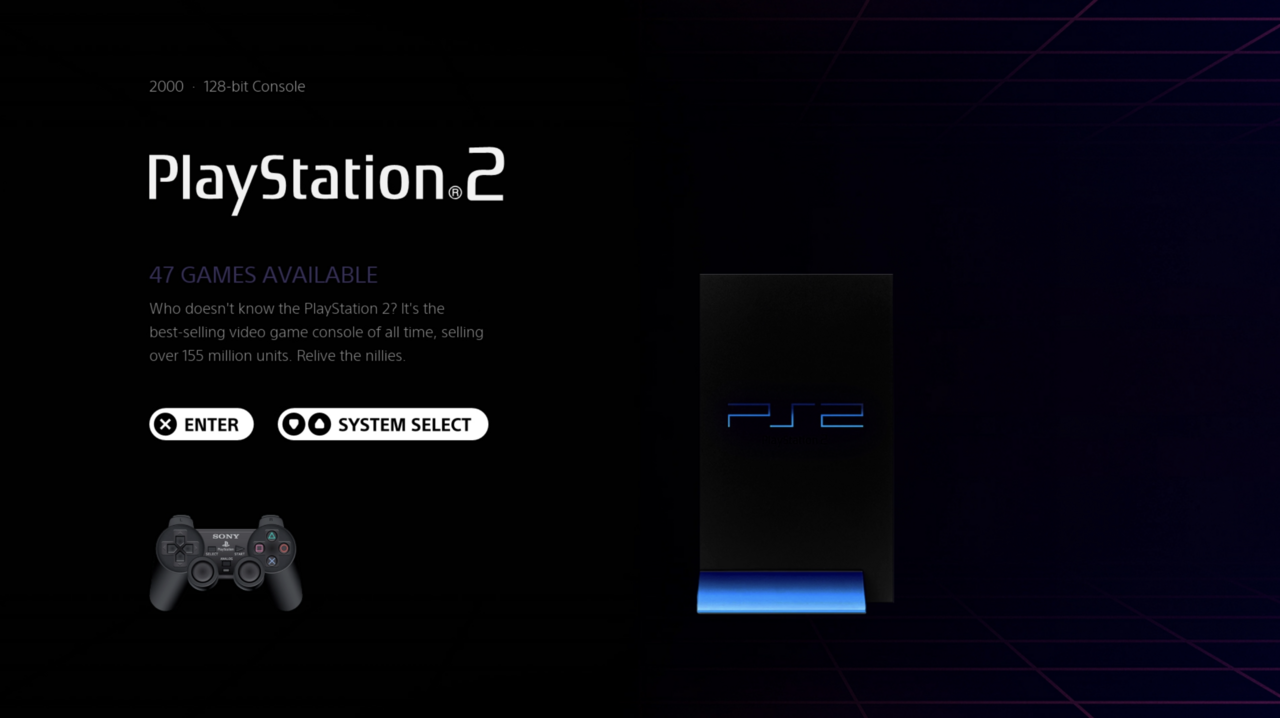 2000 · 128-bit Console
PlayStation®2
47 GAMES AVAILABLE
Who doesn't know the PlayStation 2? It's the
best-selling video game console of all time, selling
over 155 million units. Relive the nillies.
ENTER
SYSTEM SELECT
PS2
SONY